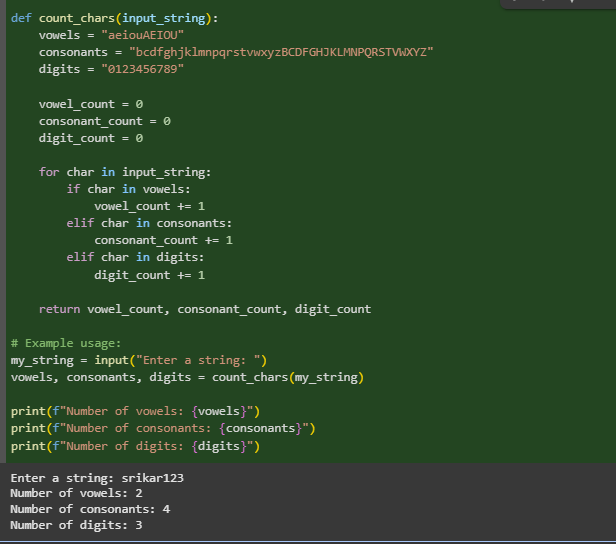 def count_chars(input_string):
    vowels = "aeiouAEIOU"
    consonants = "bcdfghjklmnpqrstvwxyzBCDFGHJKLMNPQRSTVWXYZ"
    digits = "0123456789"

    vowel_count = 0
    consonant_count = 0
    digit_count = 0

    for char in input_string:
        if char in vowels:
            vowel_count += 1
        elif char in consonants:
            consonant_count += 1
        elif char in digits:
            digit_count += 1

    return vowel_count, consonant_count, digit_count

# Example usage:
my_string = input("Enter a string: ")
vowels, consonants, digits = count_chars(my_string)

print(f"Number of vowels: {vowels}")
print(f"Number of consonants: {consonants}")
print(f"Number of digits: {digits}")

Enter a string: srikar123
Number of vowels: 2
Number of consonants: 4
Number of digits: 3